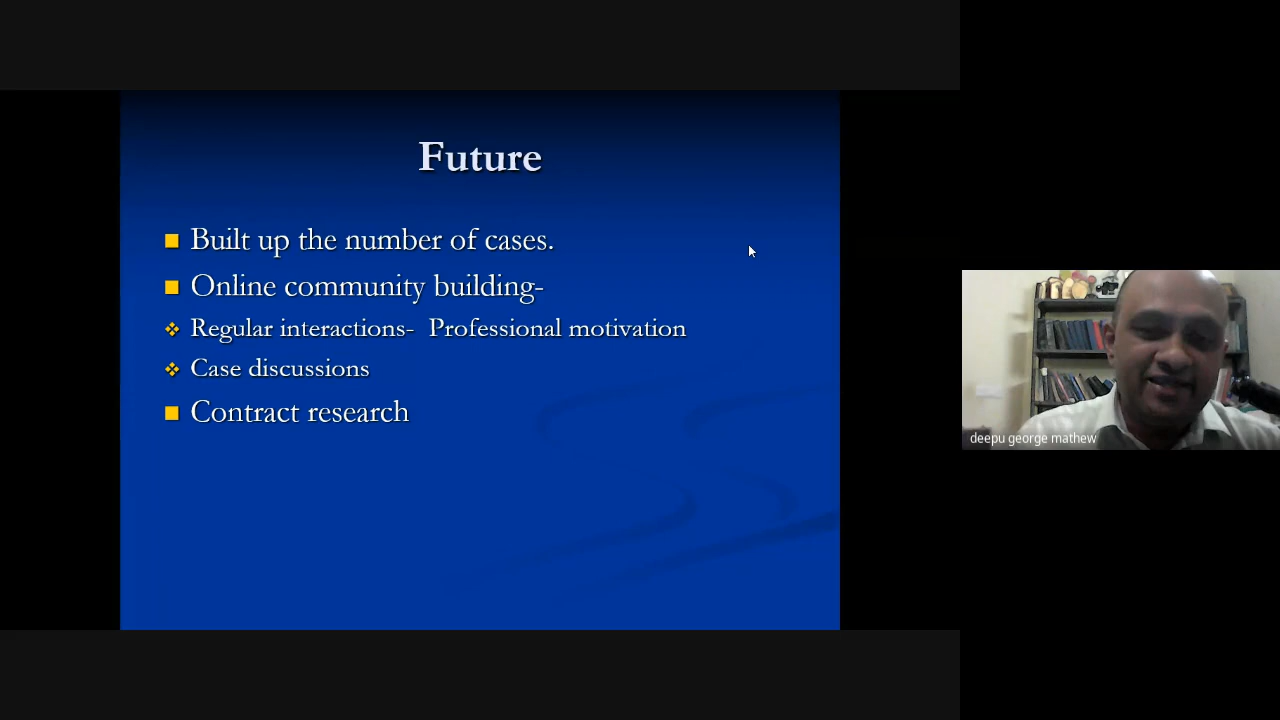 Future
Built up the number of cases.
Online community building-
Regular interactions- Professional motivation
Case discussions
Contract research
deepu george mathew